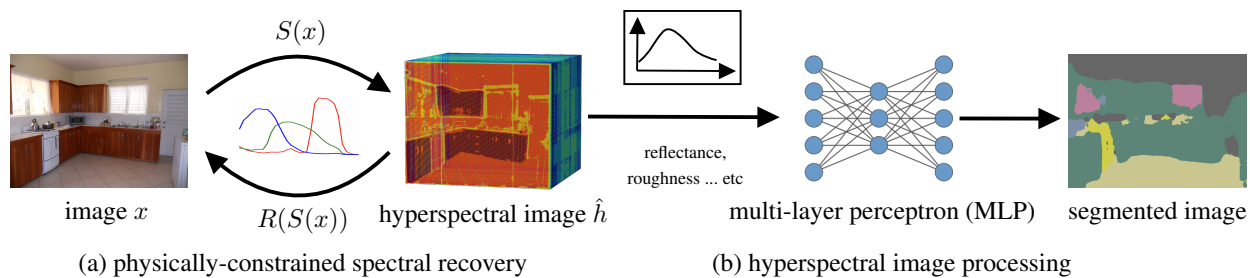 S(x)
R(S(x))
image x
hyperspectral image ĥ
reflectance,
roughness ... etc
multi-layer perceptron (MLP)
segmented image
(a) physically-constrained spectral recovery
(b) hyperspectral image processing